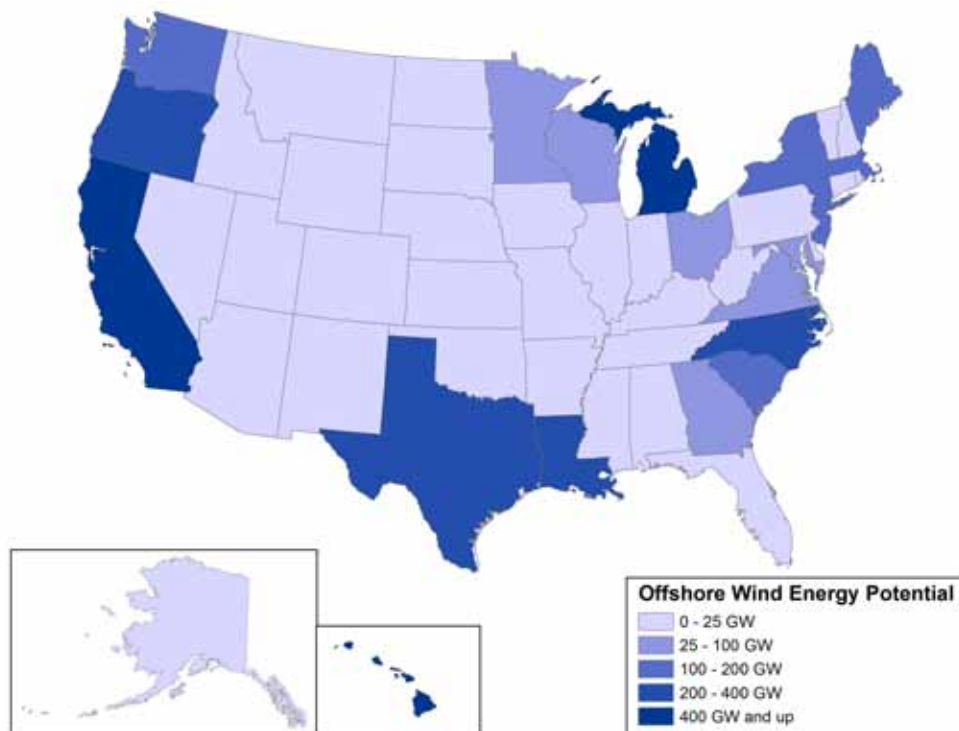 Offshore Wind Energy Potential
0 - 25 GW
25 - 100 GW
100 - 200 GW
200 - 400 GW
400 GW and up